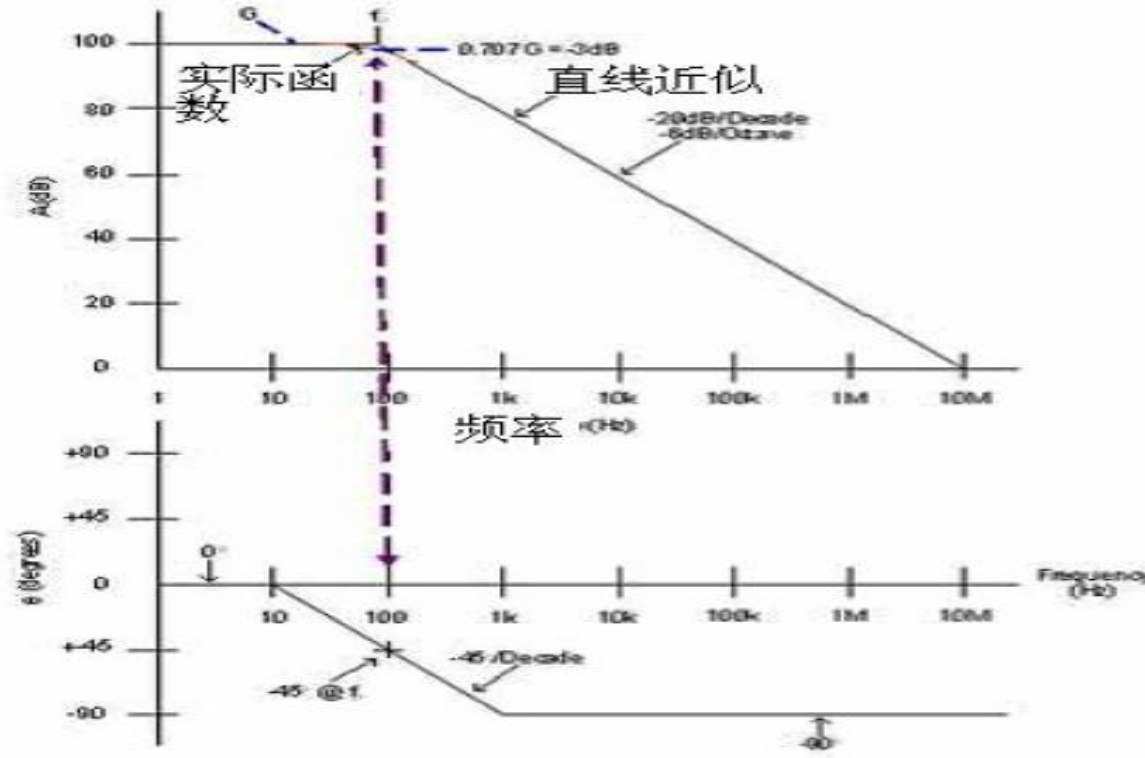 G
f
100
0.707G = -3dB
实际函
数
直线近似
80
-20dB/Decade
-6dB/Octave
60
A(dB)
40
20
0
1
10
100
1k
10k
100k
1M
10M
频率
(Hz)
+90
+45
θ (degrees)
0°
0
Frequency
(Hz)
10
100
1k
10k
100k
1M
10M
+45
-45 /Decade
-45 @ f
-90
-90